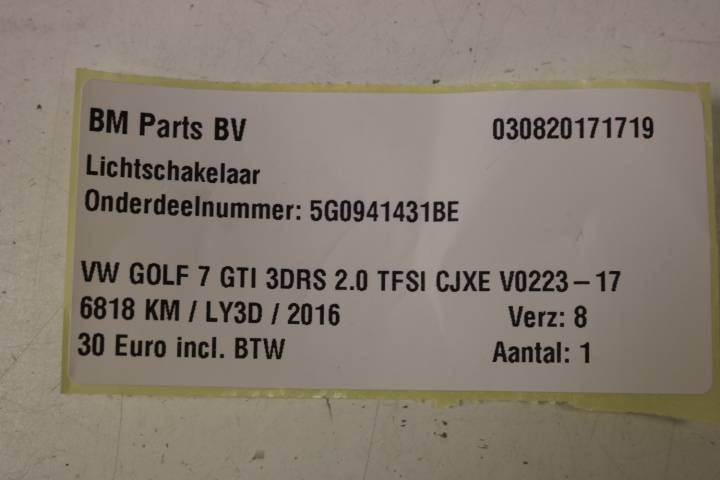 BM Parts BV 030820171719
Lichtschakelaar
Onderdeelnummer: 5G0941431BE
VW GOLF 7 GTI 3DRS 2.0 TFSI CJXE V0223-17
6818 KM / LY3D / 2016 Verz: 8
30 Euro incl. BTW Aantal: 1